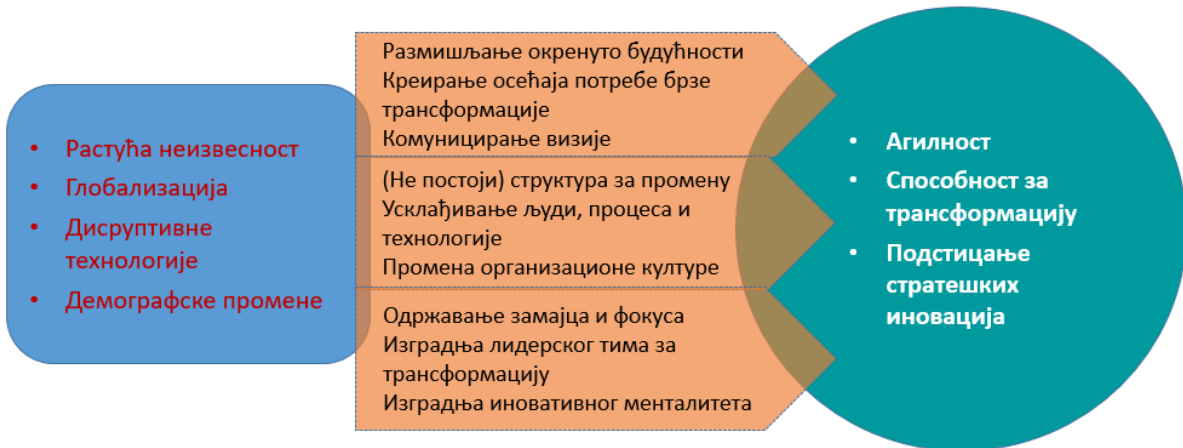 • Растућа неизвесност
• Глобализација
• Дисруптивне
технологије
• Демографске промене
Размишљање окренуто будућности
Креирање осећаја потребе брзе
трансформације
Комуницирање визије
(Не постоји) структура за промену
Усклађивање људи, процеса и
технологије
Промена организационе културе
Одржавање замајца и фокуса
Изградња лидерског тима за
трансформацију
Изградња иновативног менталитета
• Агилност
• Способност за
трансформацију
• Подстицање
стратешких
иновација